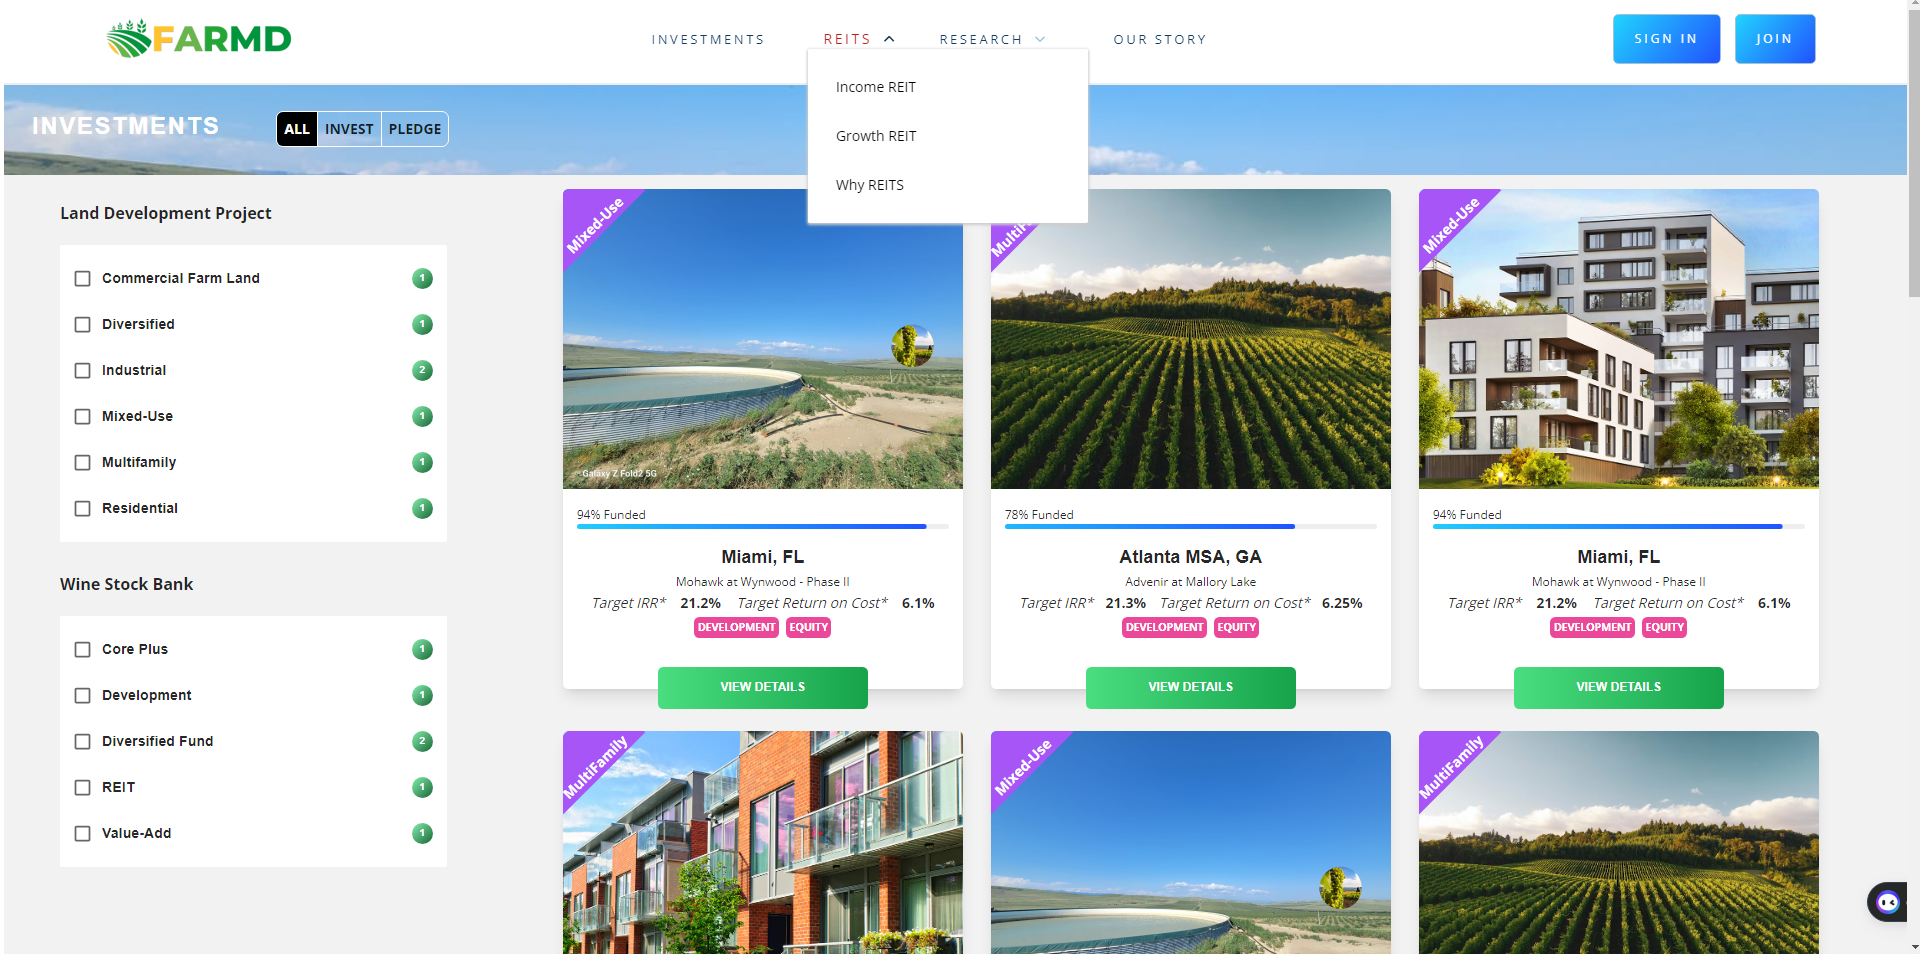 FARMD
INVESTMENTS
REITS
RESEARCH
OUR STORY
SIGN IN
JOIN
Income REIT
Growth REIT
Why REITS
INVESTMENTS
ALL
INVEST
PLEDGE
Land Development Project
Commercial Farm Land 1
Diversified 1
Industrial 2
Mixed-Use 1
Multifamily 1
Residential 1
Wine Stock Bank
Core Plus 1
Development 1
Diversified Fund 2
REIT 1
Value-Add 1
Mixed-Use
Galaxy Z Fold2 5G
94% Funded
Miami, FL
Mohawk at Wynwood - Phase II
Target IRR* 21.2% Target Return on Cost* 6.1%
DEVELOPMENT EQUITY
VIEW DETAILS
MultiF
78% Funded
Atlanta MSA, GA
Advenir at Mallory Lake
Target IRR* 21.3% Target Return on Cost* 6.25%
DEVELOPMENT EQUITY
VIEW DETAILS
Mixed-Use
94% Funded
Miami, FL
Mohawk at Wynwood - Phase II
Target IRR* 21.2% Target Return on Cost* 6.1%
DEVELOPMENT EQUITY
VIEW DETAILS
MultiFamily
Mixed-Use
MultiFamily